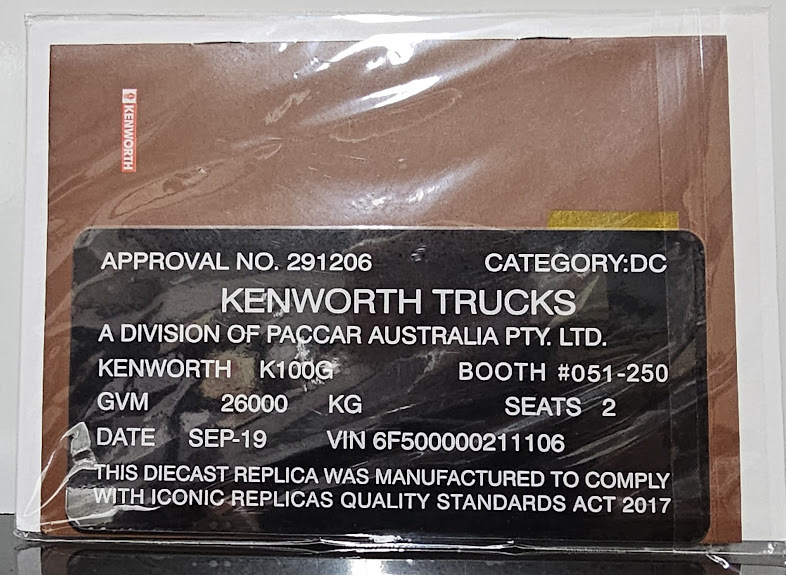 KENWORTH
APPROVAL NO. 291206 CATEGORY:DC
KENWORTH TRUCKS
A DIVISION OF PACCAR AUSTRALIA PTY. LTD.
KENWORTH K100G BOOTH #051-250
GVM 26000 KG SEATS 2
DATE SEP-19 VIN 6F500000211106
THIS DIECAST REPLICA WAS MANUFACTURED TO COMPLY
WITH ICONIC REPLICAS QUALITY STANDARDS ACT 2017